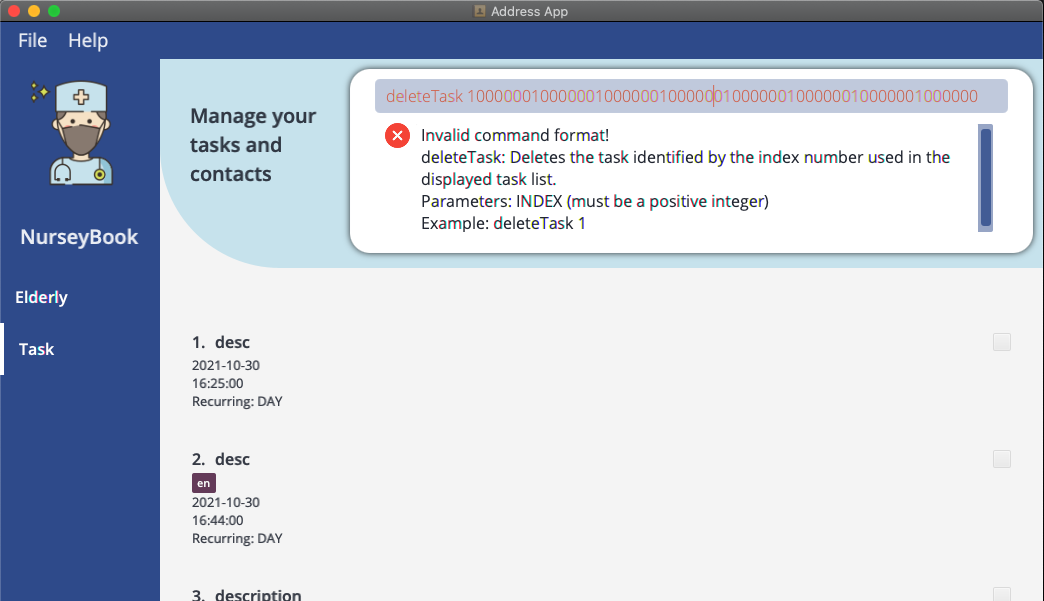 Address App
File Help
NurseyBook
Elderly
Task
Manage your
tasks and
contacts
deleteTask 10000001000000100000010000001000000100000010000001000000
Invalid command format!
deleteTask: Deletes the task identified by the index number used in the
displayed task list.
Parameters: INDEX (must be a positive integer)
Example: deleteTask 1
1. desc
2021-10-30
16:25:00
Recurring: DAY
2. desc
en
2021-10-30
16:44:00
Recurring: DAY
3. description